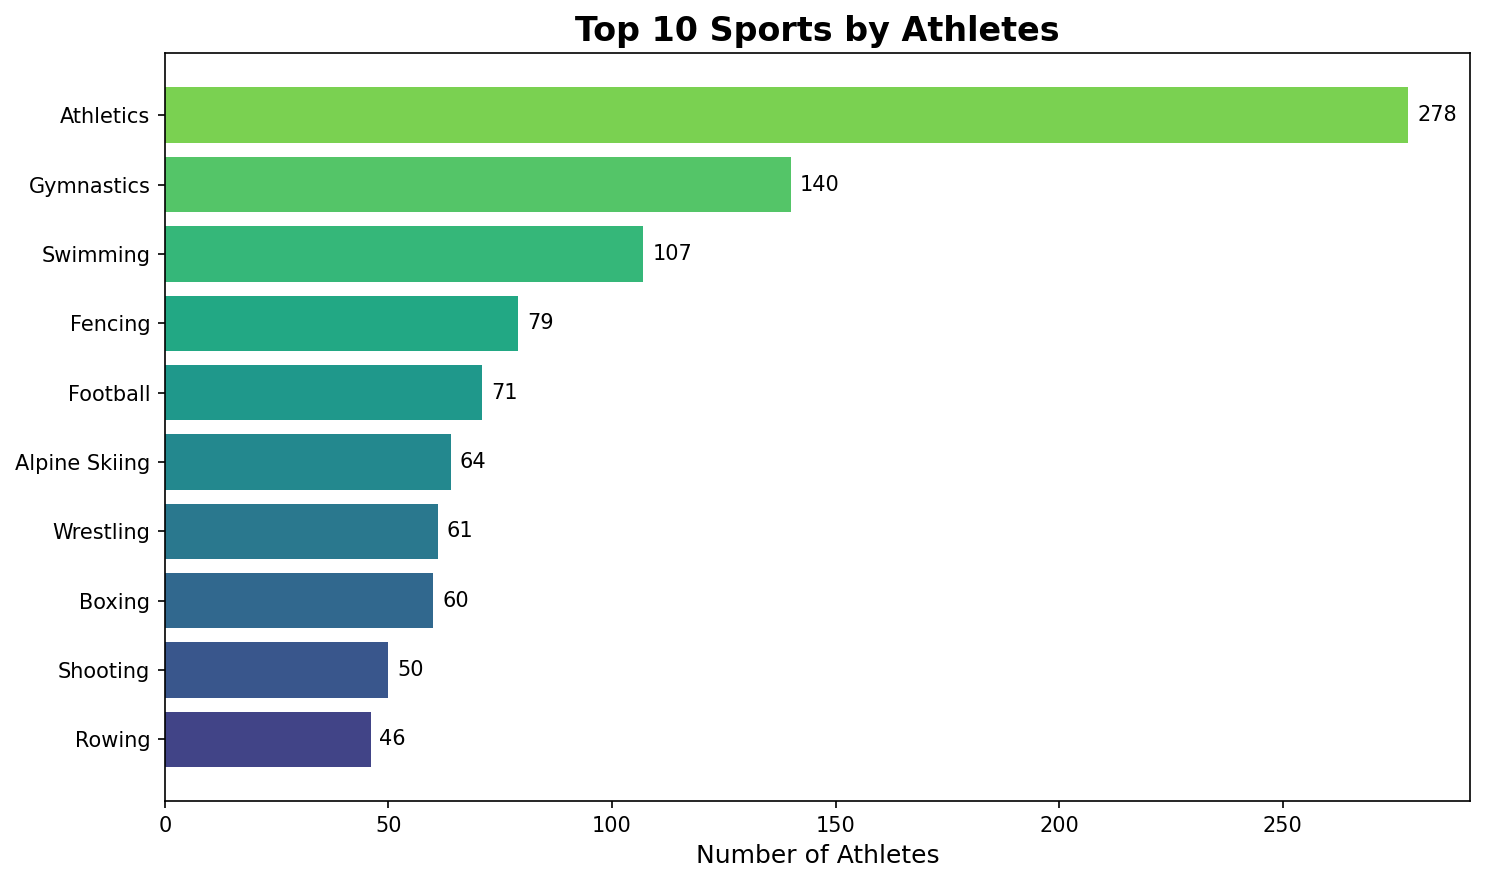 Top 10 Sports by Athletes
Athletics 278
Gymnastics 140
Swimming 107
Fencing 79
Football 71
Alpine Skiing 64
Wrestling 61
Boxing 60
Shooting 50
Rowing 46
0 50 100 150 200 250
Number of Athletes